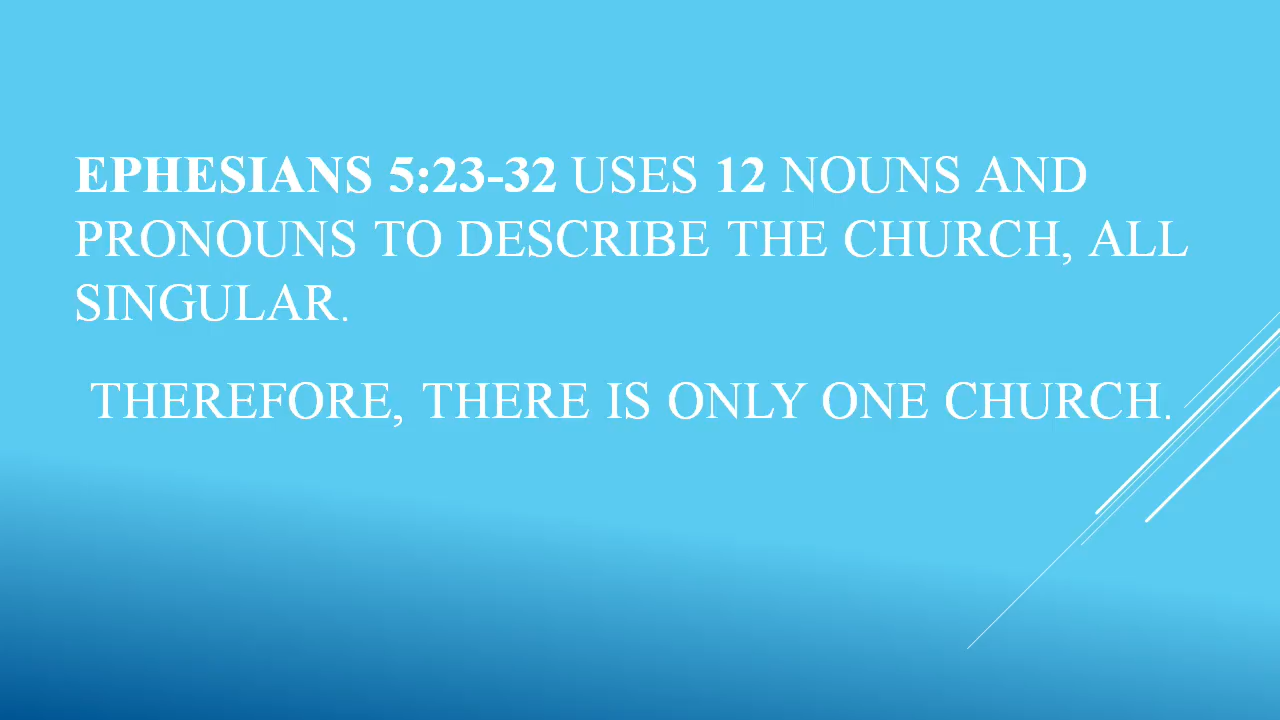 EPHESIANS 5:23-32 USES 12 NOUNS AND
PRONOUNS TO DESCRIBE THE CHURCH, ALL
SINGULAR.
THEREFORE, THERE IS ONLY ONE CHURCH.